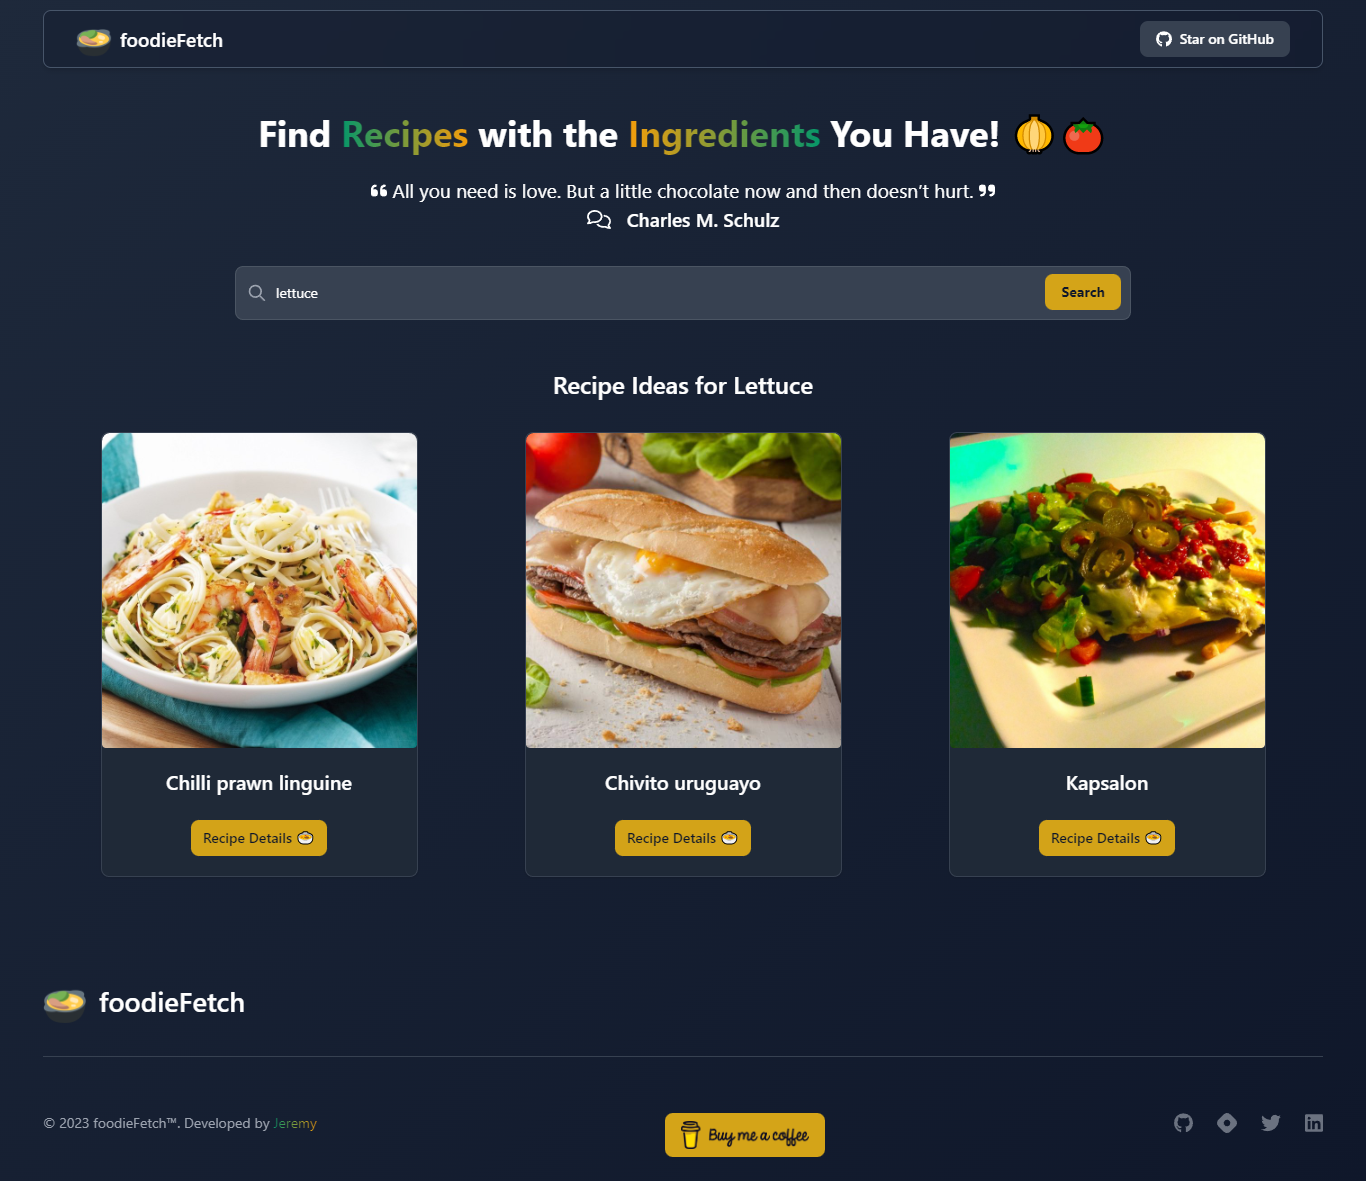 foodieFetch
Star on GitHub
Find Recipes with the Ingredients You Have!
“ All you need is love. But a little chocolate now and then doesn’t hurt. ”
Charles M. Schulz
lettuce
Search
Recipe Ideas for Lettuce
Chilli prawn linguine
Chivito uruguayo
Kapsalon
Recipe Details
Recipe Details
Recipe Details
foodieFetch
© 2023 foodieFetch™. Developed by Jeremy
Buy me a coffee